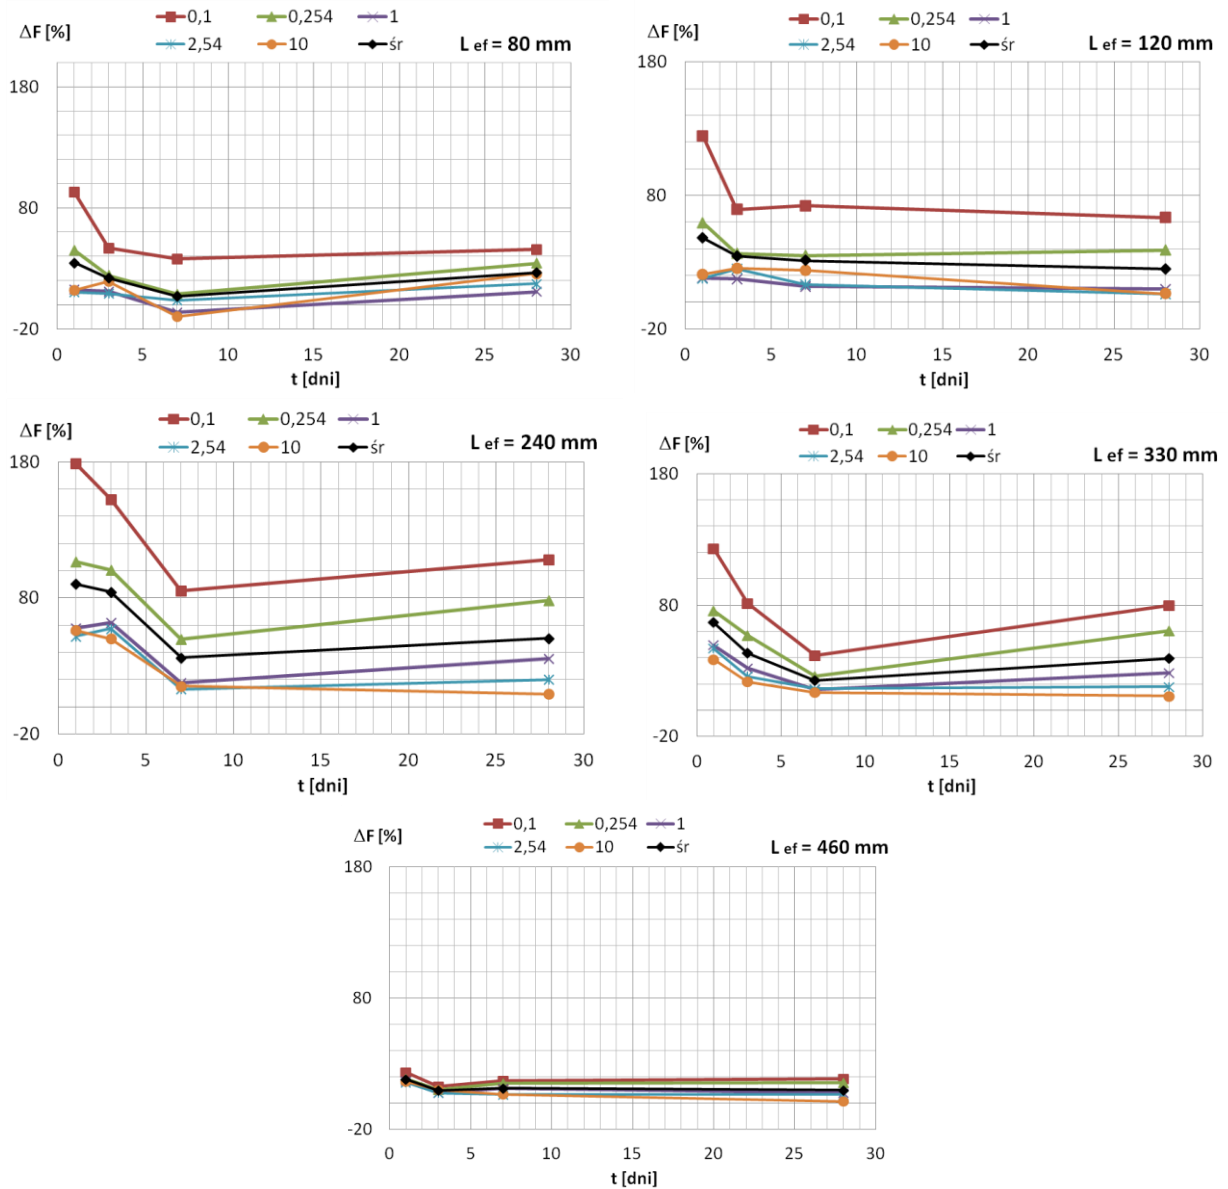 ΔF [%]
0,1 0,254 1
2,54 10 śr
L ef = 80 mm
180
80
-20
0 5 10 15 20 25 30
t [dni]
ΔF [%]
0,1 0,254 1
2,54 10 śr
L ef = 120 mm
180
80
-20
0 5 10 15 20 25 30
t [dni]
ΔF [%]
0,1 0,254 1
2,54 10 śr
L ef = 240 mm
180
80
-20
0 5 10 15 20 25 30
t [dni]
ΔF [%]
0,1 0,254 1
2,54 10 śr
L ef = 330 mm
180
80
-20
0 5 10 15 20 25 30
t [dni]
ΔF [%]
0,1 0,254 1
2,54 10 śr
L ef = 460 mm
180
80
-20
0 5 10 15 20 25 30
t [dni]